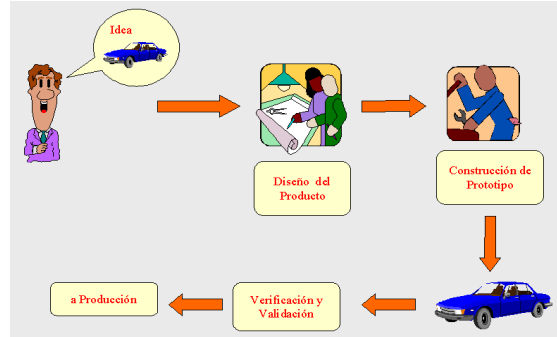 Idea
Diseño del
Producto
Construcción de
Prototipo
Verificación y
Validación
a Producción